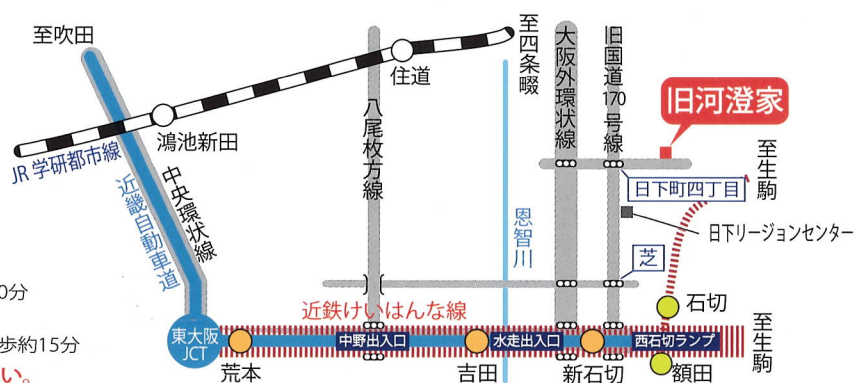 至吹田
至四条畷
住道
鴻池新田
JR 学研都市線
近畿自動車道
中央環状線
八尾枚方線
恩智川
大阪外環状線
旧国道170号線
旧河澄家
至生駒
日下町四丁目
日下リージョンセンター
芝
石切
0分
近鉄けいはんな線
歩約15分
い。
東大阪
JCT
中野出入口
水走出入口
西石切ランプ
至生駒
荒本
吉田
新石切
額田